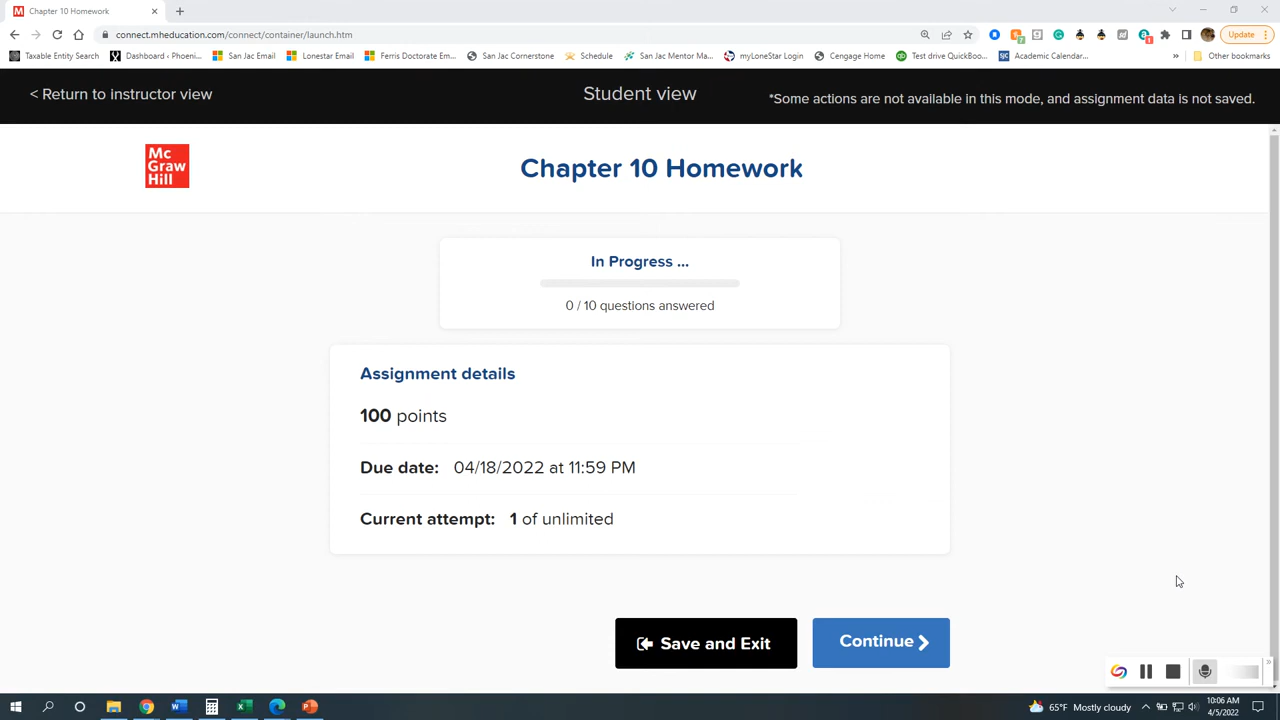 Chapter 10 Homework
connect.mheducation.com/connect/container/launch.htm
Update
Taxable Entity Search
Dashboard ‹ Phoeni...
San Jac Email
Lonestar Email
Ferris Doctorate Em...
San Jac Cornerstone
Schedule
San Jac Mentor Ma...
myLoneStar Login
Cengage Home
Test drive QuickBoo...
Academic Calendar...
»
Other bookmarks
< Return to instructor view
Student view
*Some actions are not available in this mode, and assignment data is not saved.
Mc
Graw
Hill
Chapter 10 Homework
In Progress ...
0 / 10 questions answered
Assignment details
100 points
Due date: 04/18/2022 at 11:59 PM
Current attempt: 1 of unlimited
Save and Exit
Continue
65°F Mostly cloudy
10:06 AM
4/5/2022